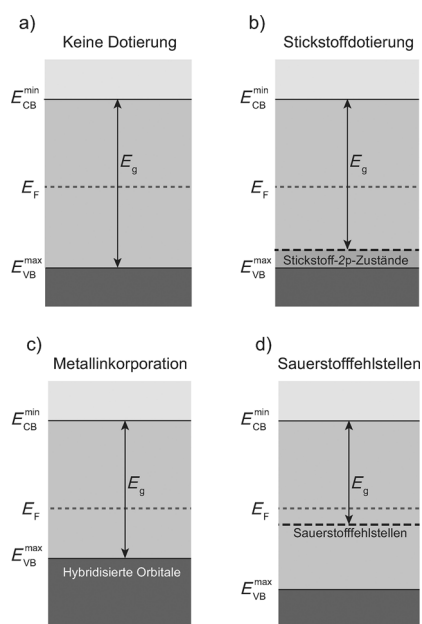 a)
Keine Dotierung
E_CB^min
E_g
E_F
E_VB^max
b)
Stickstoffdotierung
E_CB^min
E_g
E_F
Stickstoff-2p-Zustände
E_VB^max
c)
Metallinkorporation
E_CB^min
E_g
E_F
E_VB^max
Hybridisierte Orbitale
d)
Sauerstofffehlstellen
E_CB^min
E_g
E_F
Sauerstofffehlstellen
E_VB^max